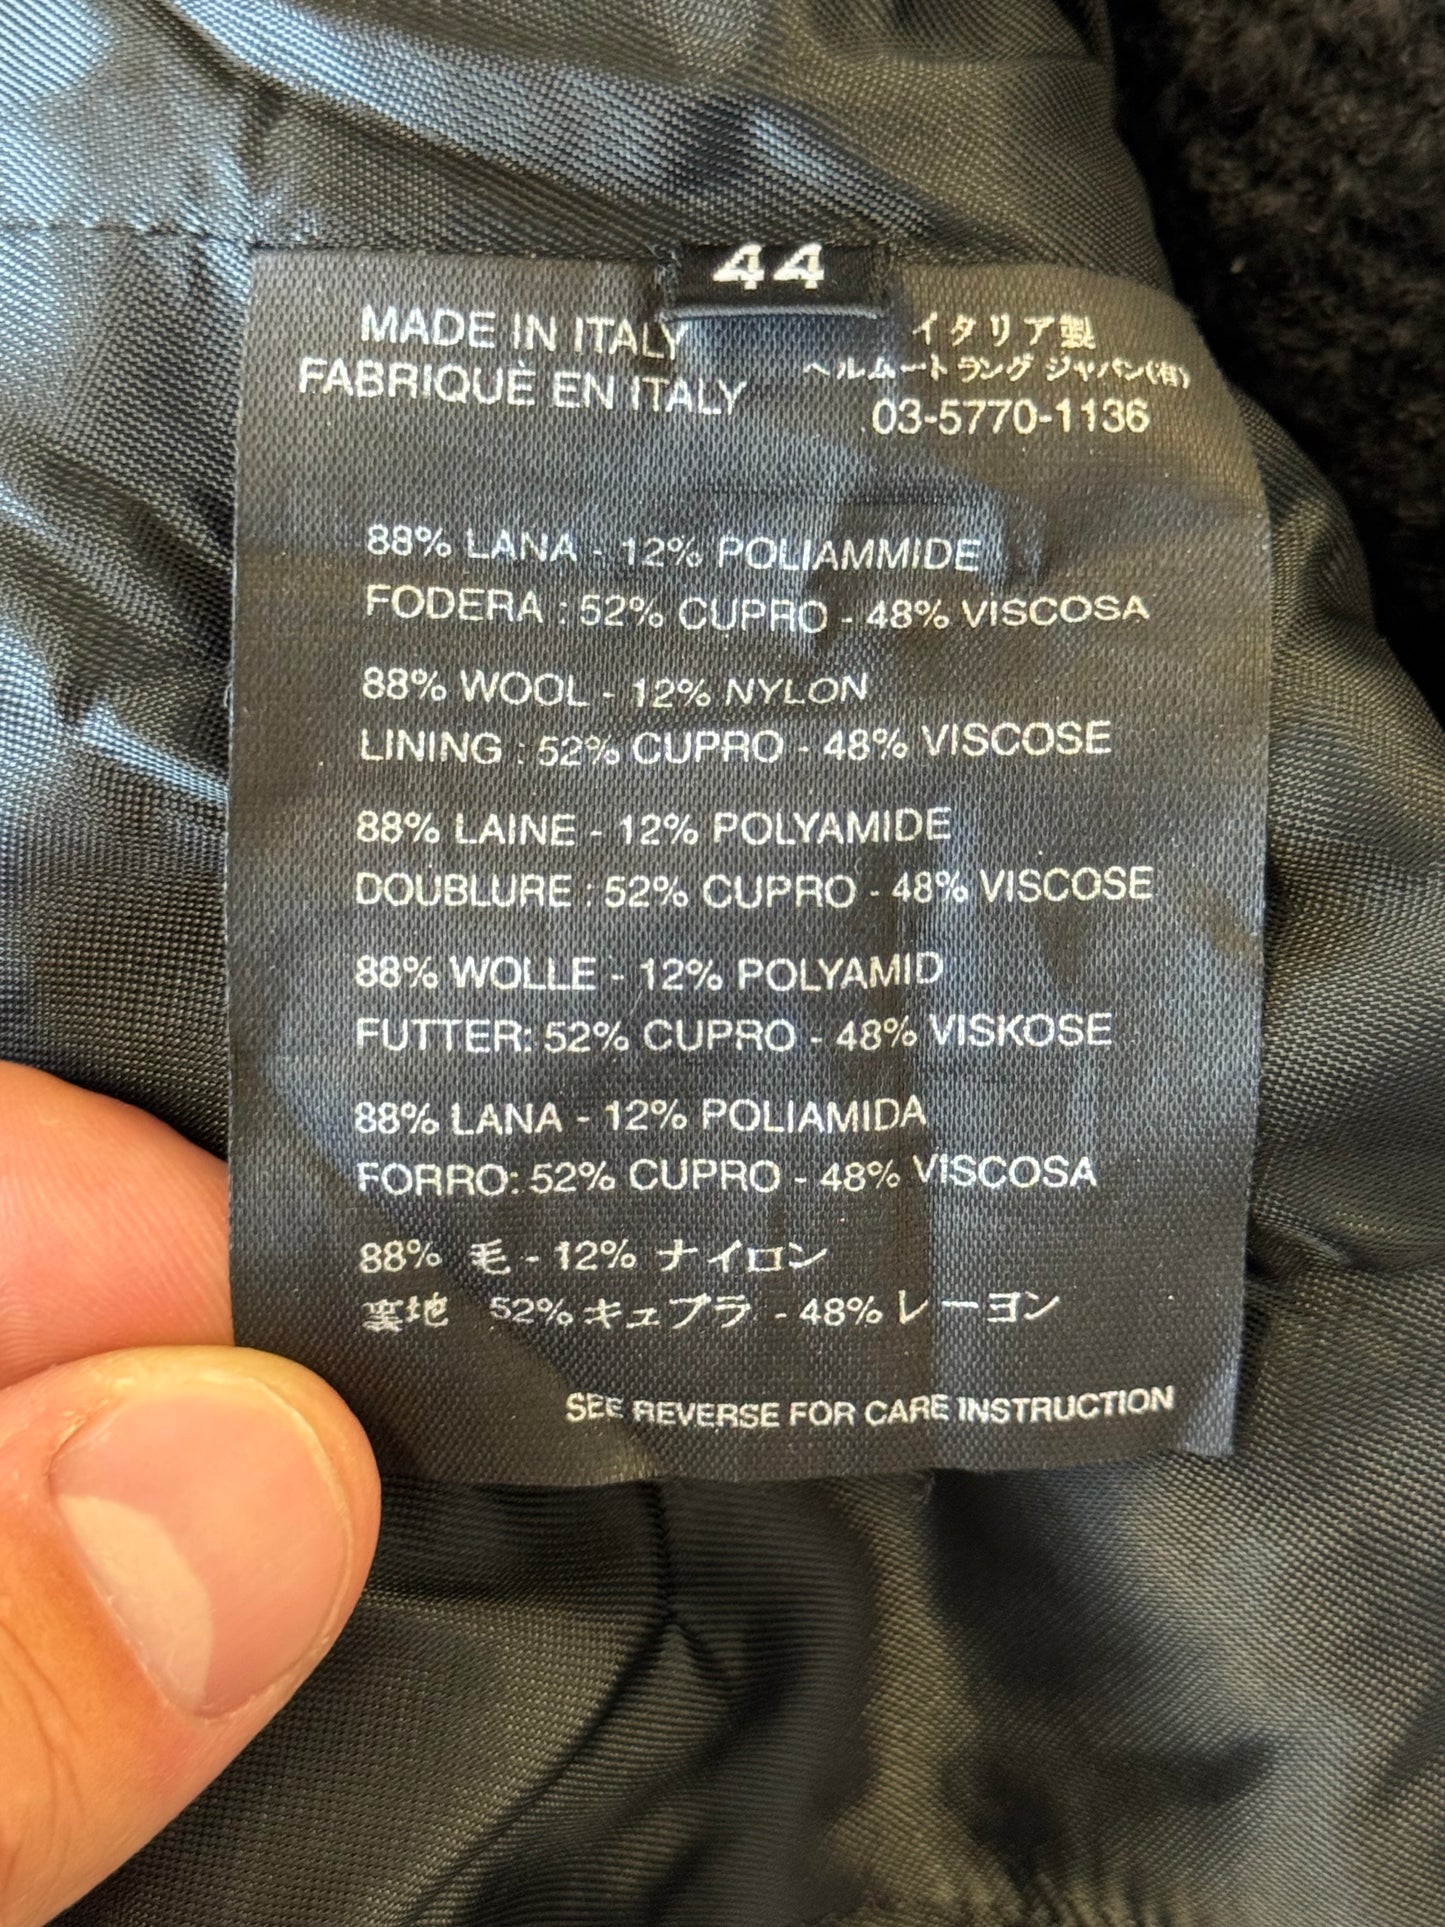 44
MADE IN ITALY
FABRIQUÈ EN ITALY
イタリア製
ヘルムート ラング ジャパン(有)
03-5770-1136
88% LANA - 12% POLIAMMIDE
FODERA : 52% CUPRO - 48% VISCOSA
88% WOOL - 12% NYLON
LINING : 52% CUPRO - 48% VISCOSE
88% LAINE - 12% POLYAMIDE
DOUBLURE : 52% CUPRO - 48% VISCOSE
88% WOLLE - 12% POLYAMID
FUTTER: 52% CUPRO - 48% VISKOSE
88% LANA - 12% POLIAMIDA
FORRO: 52% CUPRO - 48% VISCOSA
88% 毛 - 12% ナイロン
裏地 52% キュプラ - 48% レーヨン
SEE REVERSE FOR CARE INSTRUCTION